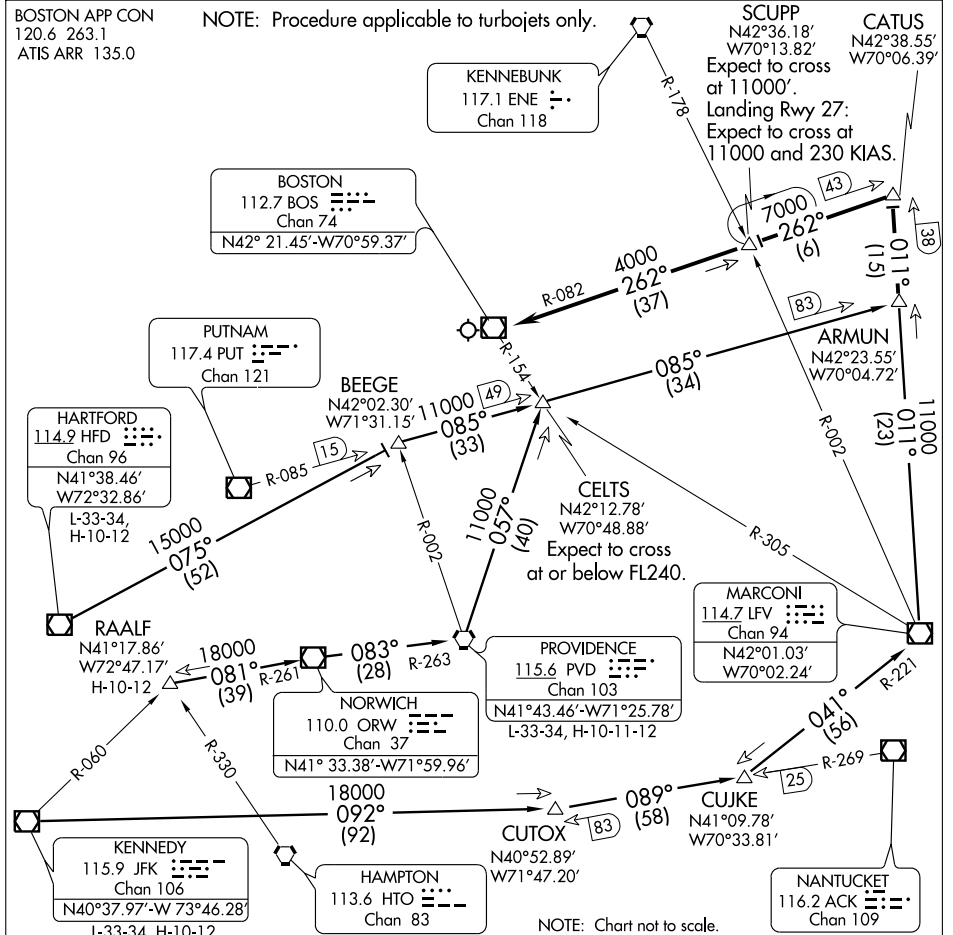 BOSTON APP CON
120.6 263.1
ATIS ARR 135.0
NOTE: Procedure applicable to turbojets only.
SCUPP
N42°36.18'
W70°13.82'
Expect to cross
at 11000'.
Landing Rwy 27:
Expect to cross at
11000 and 230 KIAS.
CATUS
N42°38.55'
W70°06.39'
KENNEBUNK
117.1 ENE
Chan 118
R-178
BOSTON
112.7 BOS
Chan 74
N42° 21.45'-W70°59.37'
43
7000
262°
(6)
38
011°
(15)
4000
262°
(37)
R-082
83
ARMUN
N42°23.55'
W70°04.72'
PUTNAM
117.4 PUT
Chan 121
R-154
085°
(34)
BEEGE
N42°02.30'
W71°31.15'
11000
49
085°
(33)
HARTFORD
114.9 HFD
Chan 96
N41°38.46'
W72°32.86'
L-33-34,
H-10-12
R-085
15
R-002
11000
011°
(23)
CELTS
N42°12.78'
W70°48.88'
Expect to cross
at or below FL240.
11000
057°
(40)
R-002
R-305
15000
075°
(52)
MARCONI
114.7 LFV
Chan 94
N42°01.03'
W70°02.24'
RAALF
N41°17.86'
W72°47.17'
H-10-12
18000
081°
(39)
R-261
083°
(28)
R-263
PROVIDENCE
115.6 PVD
Chan 103
N41°43.46'-W71°25.78'
L-33-34, H-10-11-12
R-221
NORWICH
110.0 ORW
Chan 37
N41° 33.38'-W71°59.96'
041°
(56)
R-060
R-330
R-269
25
18000
092°
(92)
83
089°
(58)
CUJKE
N41°09.78'
W70°33.81'
CUTOX
N40°52.89'
W71°47.20'
KENNEDY
115.9 JFK
Chan 106
N40°37.97'-W 73°46.28'
L-33-34, H-10-12
HAMPTON
113.6 HTO
Chan 83
NANTUCKET
116.2 ACK
Chan 109
NOTE: Chart not to scale.